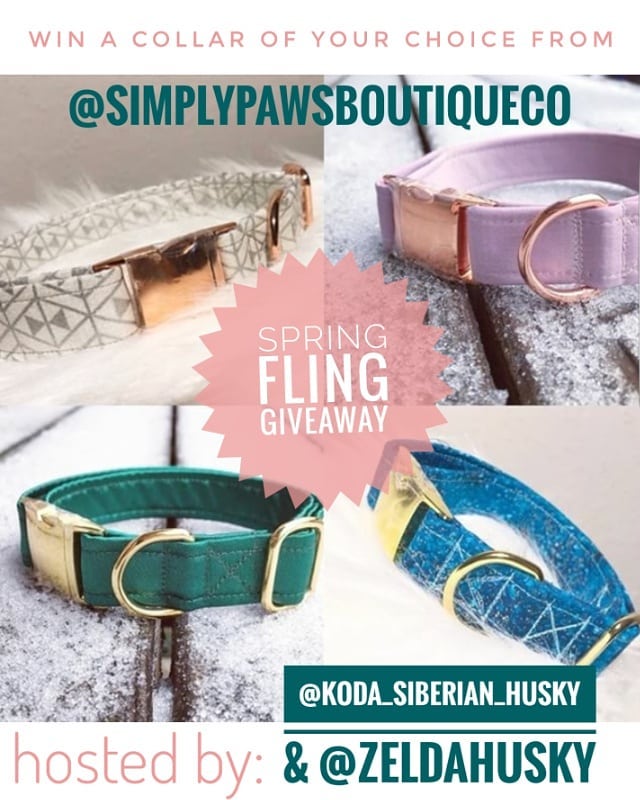 WIN A COLLAR OF YOUR CHOICE FROM
@SIMPLYPAWSBOUTIQUECO
SPRING
FLING
GIVEAWAY
@KODA_SIBERIAN_HUSKY
hosted by: & @ZELDAHUSKY